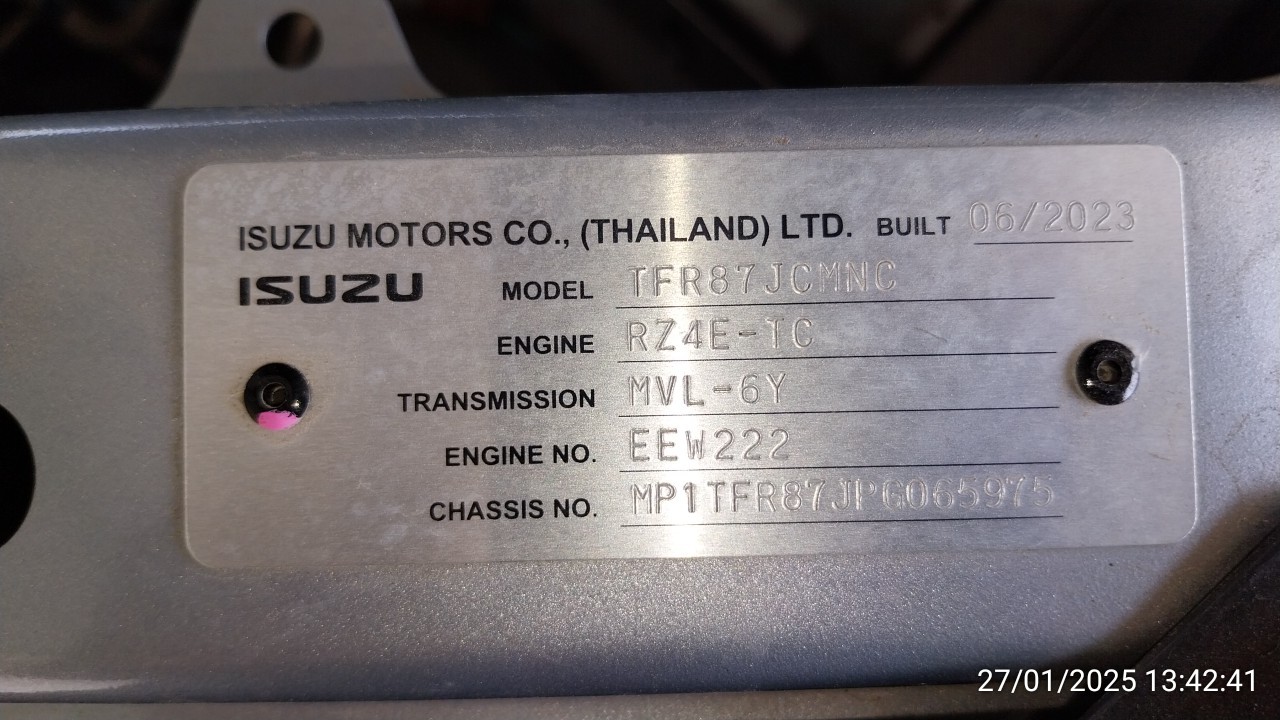 ISUZU MOTORS CO., (THAILAND) LTD. BUILT 06/2023
ISUZU MODEL TFR87JCMNC
ENGINE RZ4E-TC
TRANSMISSION MVL-6Y
ENGINE NO. EEW222
CHASSIS NO. MP1TFR87JPG065975
27/01/2025 13:42:41